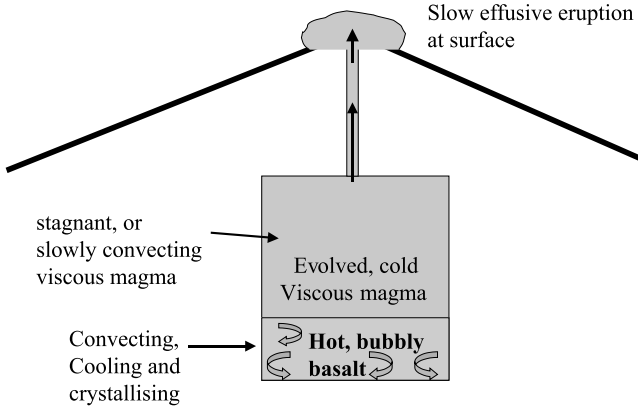 Slow effusive eruption
at surface
stagnant, or
slowly convecting
viscous magma
Evolved, cold
Viscous magma
Convecting,
Cooling and
crystallising
Hot, bubbly
basalt